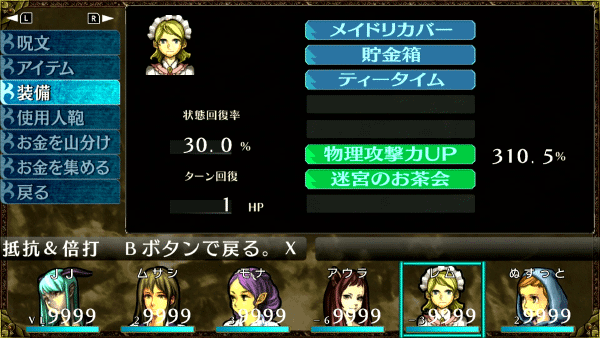 L R
呪文
アイテム
装備
使用人鞄
お金を山分け
お金を集める
戻る
状態回復率
30.0 %
ターン回復
1 HP
メイドリカバー
貯金箱
ティータイム
物理攻撃力UP 310.5%
迷宮のお茶会
抵抗&倍打 Bボタンで戻る。 X
JJ ムサシ モナ アウラ レム ぬすっと
9999 9999 9999 9999 9999 9999